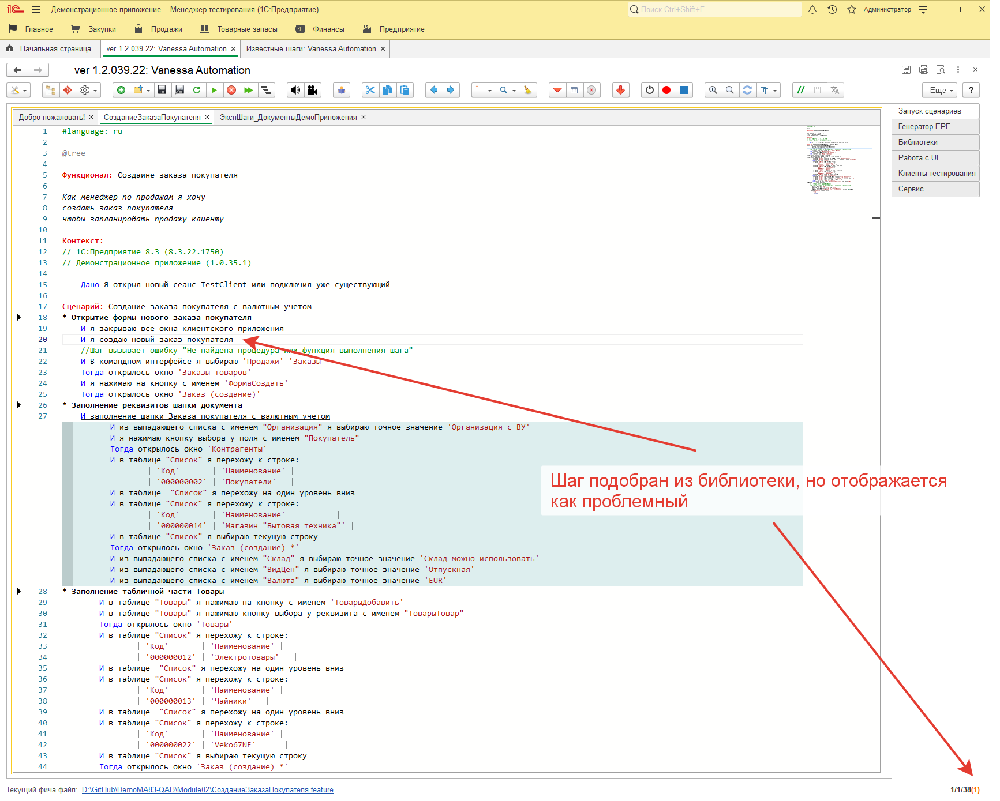 Демонстрационное приложение - Менеджер тестирования (1С:Предприятие)
Поиск Ctrl+Shift+F
Администратор
Главное Закупки Продажи Товарные запасы Финансы Предприятие
Начальная страница ver 1.2.039.22: Vanessa Automation × Известные шаги: Vanessa Automation ×
ver 1.2.039.22: Vanessa Automation
Еще ?
Запуск сценариев
Генератор EPF
Библиотеки
Работа с UI
Клиенты тестирования
Сервис
Добро пожаловать! × СозданиеЗаказаПокупателя × ЭкспШаги_ДокументыДемоПриложения ×
1 #language: ru
2
3 @tree
4
5 Функционал: Создаине заказа покупателя
6
7 Как менеджер по продажам я хочу
8 создать заказ покупателя
9 чтобы запланировать продажу клиенту
10
11 Контекст:
12 // 1С:Предприятие 8.3 (8.3.22.1750)
13 // Демонстрационное приложение (1.0.35.1)
14
15 Дано Я открыл новый сеанс TestClient или подключил уже существующий
16
17 Сценарий: Создание заказа покупателя с валютным учетом
18 * Открытие формы нового заказа покупателя
19 И я закрываю все окна клиентского приложения
20 И я создаю новый заказ покупателя
21 //Шаг вызывает ошибку "Не найдена процедура или функция выполнения шага"
22 И В командном интерфейсе я выбираю 'Продажи' 'Заказы
23 Тогда открылось окно 'Заказы товаров'
24 И я нажимаю на кнопку с именем 'ФормаСоздать'
25 Тогда открылось окно 'Заказ (создание)'
26 * Заполнение реквизитов шапки документа
27 И заполнение шапки Заказа покупателя с валютным учетом
И из выпадающего списка с именем "Организация" я выбираю точное значение 'Организация с ВУ'
И я нажимаю кнопку выбора у поля с именем "Покупатель"
Тогда открылось окно 'Контрагенты'
И в таблице "Список" я перехожу к строке:
| 'Код' | 'Наименование' |
| '000000002' | 'Покупатели' |
И в таблице "Список" я перехожу на один уровень вниз
И в таблице "Список" я перехожу к строке:
| 'Код' | 'Наименование' |
| '000000014' | 'Магазин "Бытовая техника"' |
И в таблице "Список" я выбираю текущую строку
Тогда открылось окно 'Заказ (создание) *'
И из выпадающего списка с именем "Склад" я выбираю точное значение 'Склад можно использовать'
И из выпадающего списка с именем "ВидЦен" я выбираю точное значение 'Отпускная'
И из выпадающего списка с именем "Валюта" я выбираю точное значение 'EUR'
Шаг подобран из библиотеки, но отображается
как проблемный
28 * Заполнение табличной части Товары
29 И в таблице "Товары" я нажимаю на кнопку с именем 'ТоварыДобавить'
30 И в таблице "Товары" я нажимаю кнопку выбора у реквизита с именем "ТоварыТовар"
31 Тогда открылось окно 'Товары'
32 И в таблице "Список" я перехожу к строке:
33 | 'Код' | 'Наименование' |
34 | '000000012' | 'Электротовары' |
35 И в таблице "Список" я перехожу на один уровень вниз
36 И в таблице "Список" я перехожу к строке:
37 | 'Код' | 'Наименование' |
38 | '000000013' | 'Чайники' |
39 И в таблице "Список" я перехожу на один уровень вниз
40 И в таблице "Список" я перехожу к строке:
41 | 'Код' | 'Наименование' |
42 | '000000022' | 'Veko67NE' |
43 И в таблице "Список" я выбираю текущую строку
44 Тогда открылось окно 'Заказ (создание) *'
Текущий фича файл: D:\GitHub\DemoMA83-QAB\Module02\СозданиеЗаказаПокупателя.feature
1/1/38(1)